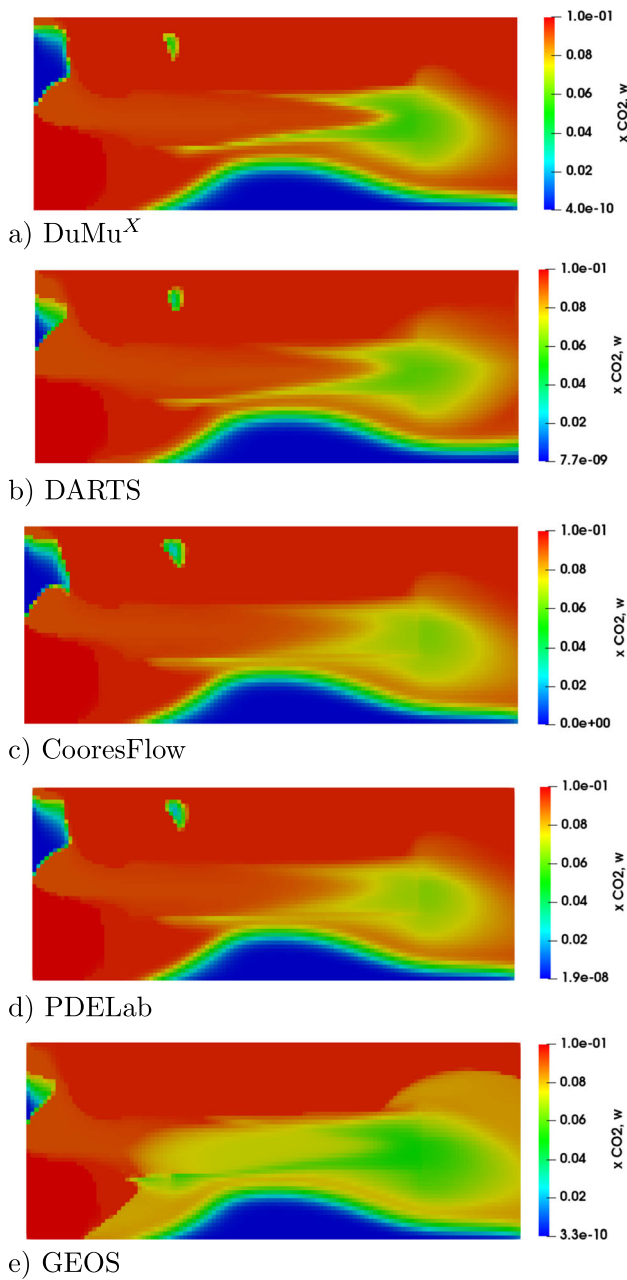 1.0e-01
0.08
0.06
0.04
0.02
4.0e-10
x CO2, w
a) DuMuˣ
1.0e-01
0.08
0.06
0.04
0.02
7.7e-09
x CO2, w
b) DARTS
1.0e-01
0.08
0.06
0.04
0.02
0.0e+00
x CO2, w
c) CooresFlow
1.0e-01
0.08
0.06
0.04
0.02
1.9e-08
x CO2, w
d) PDELab
1.0e-01
0.08
0.06
0.04
0.02
3.3e-10
x CO2, w
e) GEOS